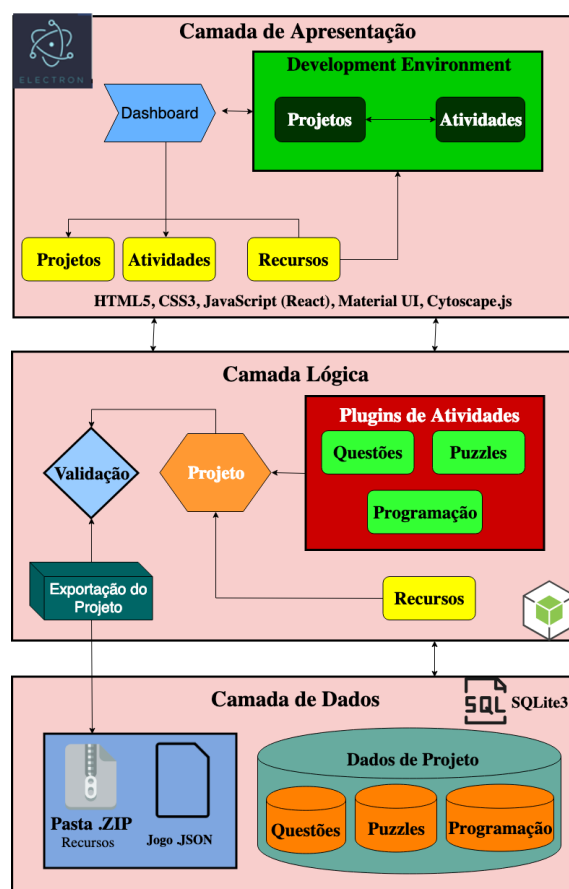 Camada de Apresentação
ELECTRON
Development Environment
Dashboard
Projetos
Atividades
Projetos
Atividades
Recursos
HTML5, CSS3, JavaScript (React), Material UI, Cytoscape.js
Camada Lógica
Plugins de Atividades
Questões
Puzzles
Validação
Projeto
Programação
Exportação do
Projeto
Recursos
Camada de Dados
SQL
SQLite3
Dados de Projeto
Pasta .ZIP
Recursos
Jogo .JSON
Questões
Puzzles
Programação